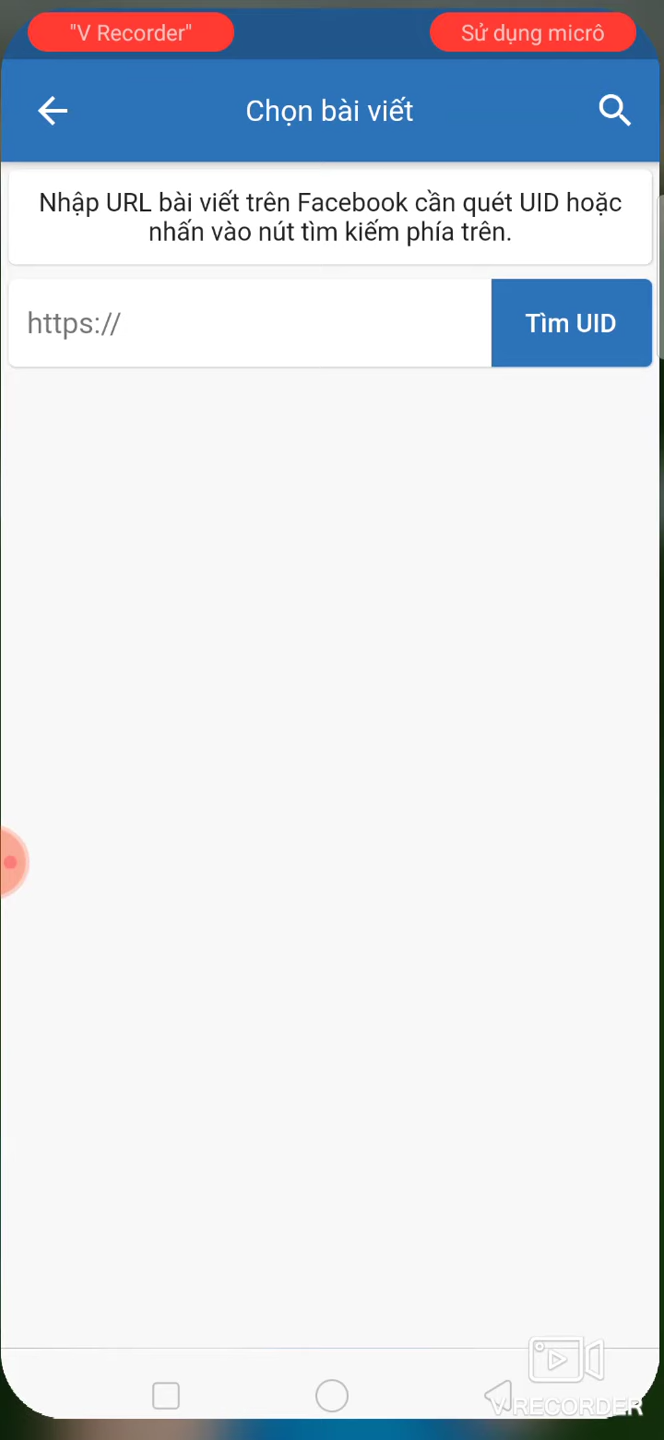 "V Recorder"
Sử dụng micrô
Chọn bài viết
Nhập URL bài viết trên Facebook cần quét UID hoặc
nhấn vào nút tìm kiếm phía trên.
https://
Tìm UID
V RECORDER